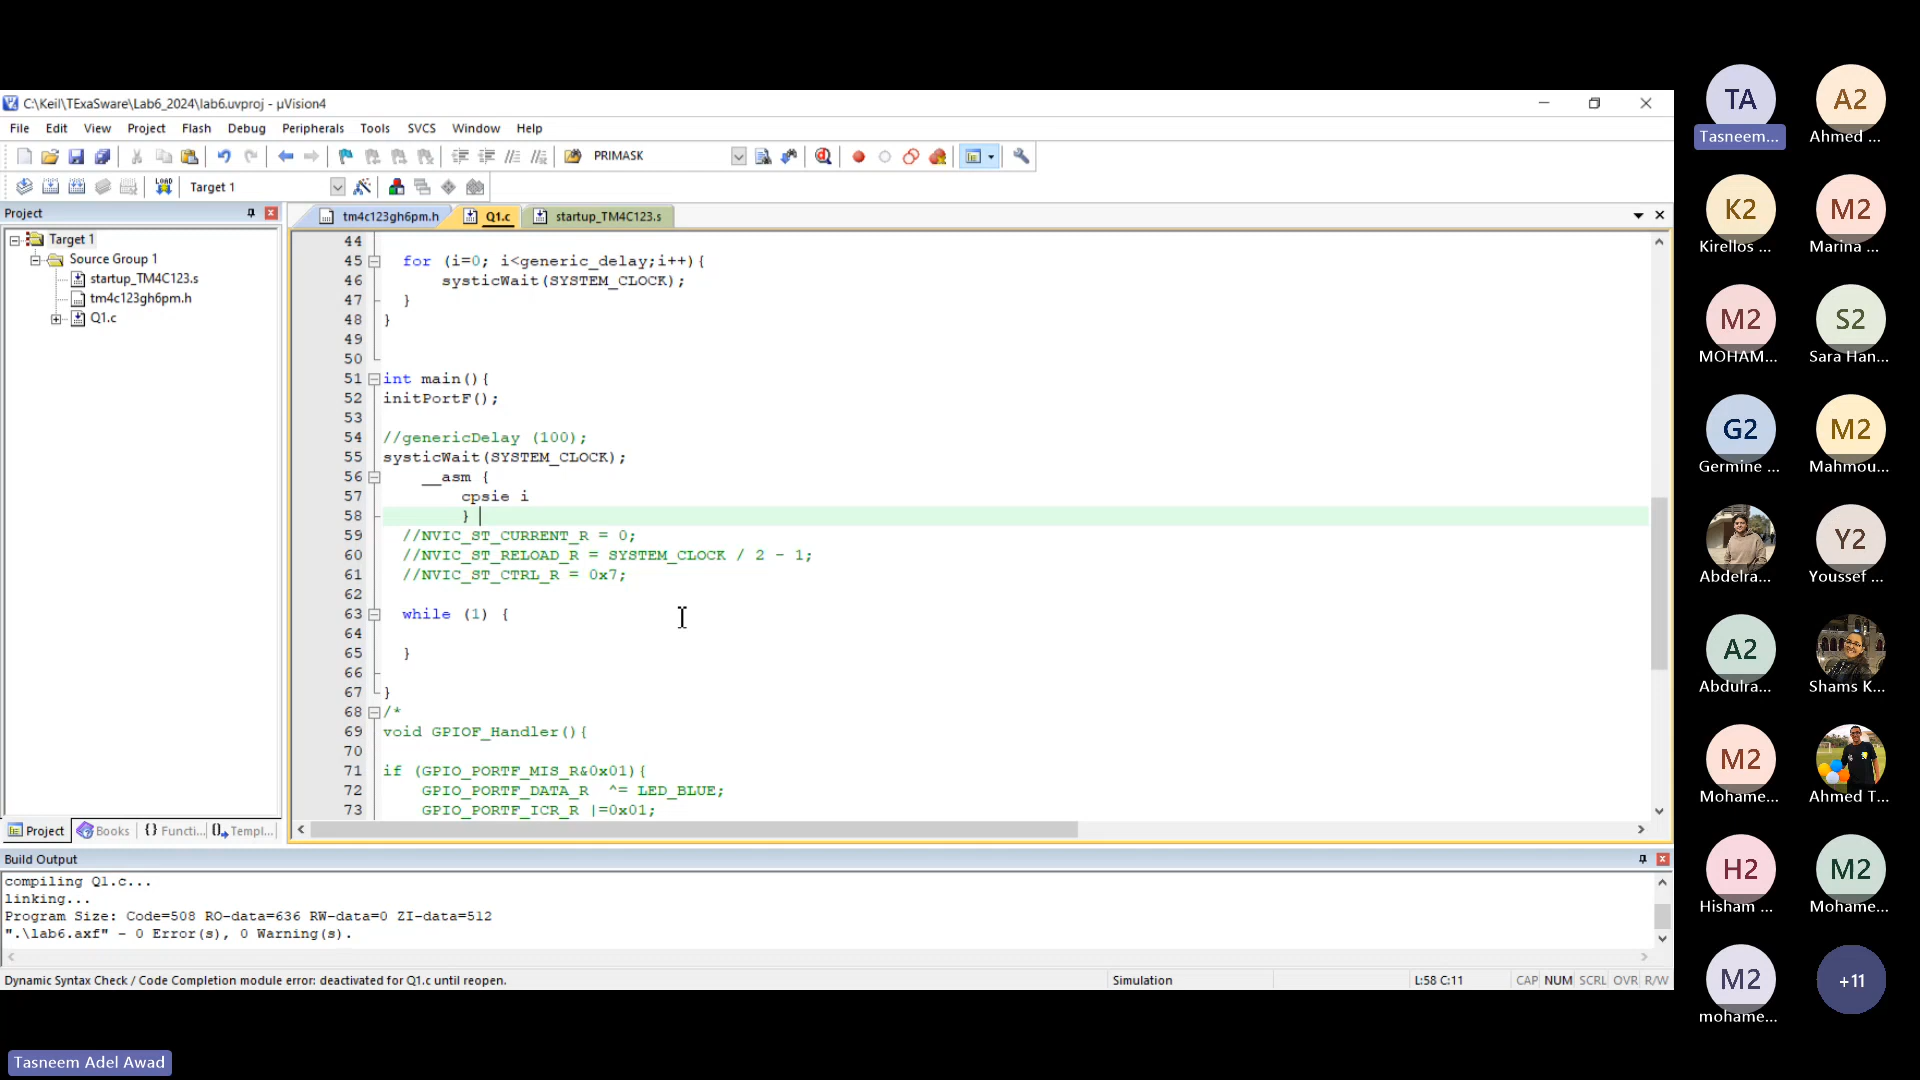 C:\Keil\TExaSware\Lab6_2024\lab6.uvproj - µVision4
File Edit View Project Flash Debug Peripherals Tools SVCS Window Help
PRIMASK
LOAD Target 1
Project
Target 1
Source Group 1
startup_TM4C123.s
tm4c123gh6pm.h
Q1.c
Project Books {} Functi... Templ...
tm4c123gh6pm.h Q1.c startup_TM4C123.s
44
45 for (i=0; i<generic_delay;i++){
46 systicWait(SYSTEM_CLOCK);
47 }
48 }
49
50
51 int main(){
52 initPortF();
53
54 //genericDelay (100);
55 systicWait(SYSTEM_CLOCK);
56 __asm {
57 cpsie i
58 }
59 //NVIC_ST_CURRENT_R = 0;
60 //NVIC_ST_RELOAD_R = SYSTEM_CLOCK / 2 - 1;
61 //NVIC_ST_CTRL_R = 0x7;
62
63 while (1) {
64
65 }
66
67 }
68 /*
69 void GPIOF_Handler(){
70
71 if (GPIO_PORTF_MIS_R&0x01){
72 GPIO_PORTF_DATA_R ^= LED_BLUE;
73 GPIO_PORTF_ICR_R |=0x01;
Build Output
compiling Q1.c...
linking...
Program Size: Code=508 RO-data=636 RW-data=0 ZI-data=512
".\lab6.axf" - 0 Error(s), 0 Warning(s).
Dynamic Syntax Check / Code Completion module error: deactivated for Q1.c until reopen. Simulation L:58 C:11 CAP NUM SCRL OVR R/W
TA A2
Tasneem... Ahmed ...
K2 M2
Kirellos ... Marina ...
M2 S2
MOHAM... Sara Han...
G2 M2
Germine ... Mahmou...
Y2
Abdelra... Youssef ...
A2
Abdulra... Shams K...
M2
Mohame... Ahmed T...
H2 M2
Hisham ... Mohame...
M2 +11
mohame...
Tasneem Adel Awad